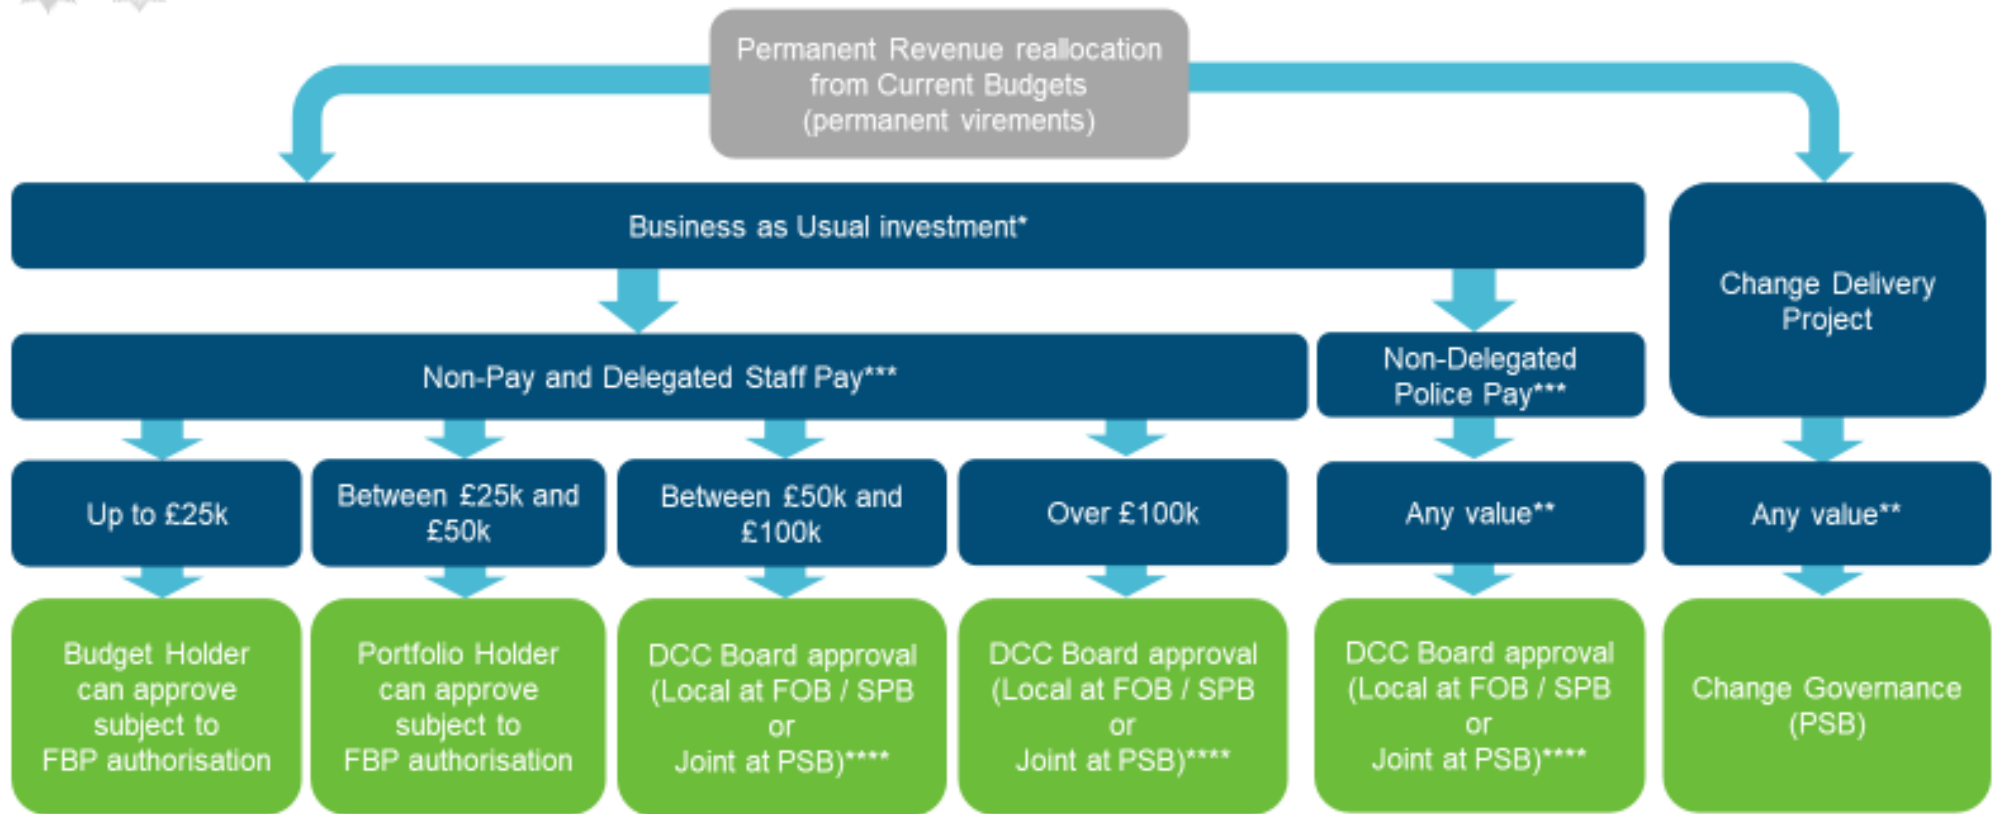 Permanent Revenue reallocation
from Current Budgets
(permanent virements)
Business as Usual investment*
Change Delivery
Project
Non-Pay and Delegated Staff Pay***
Non-Delegated
Police Pay***
Up to £25k
Between £25k and
£50k
Between £50k and
£100k
Over £100k
Any value**
Any value**
Budget Holder
can approve
subject to
FBP authorisation
Portfolio Holder
can approve
subject to
FBP authorisation
DCC Board approval
(Local at FOB / SPB
or
Joint at PSB)****
DCC Board approval
(Local at FOB / SPB
or
Joint at PSB)****
DCC Board approval
(Local at FOB / SPB
or
Joint at PSB)****
Change Governance
(PSB)